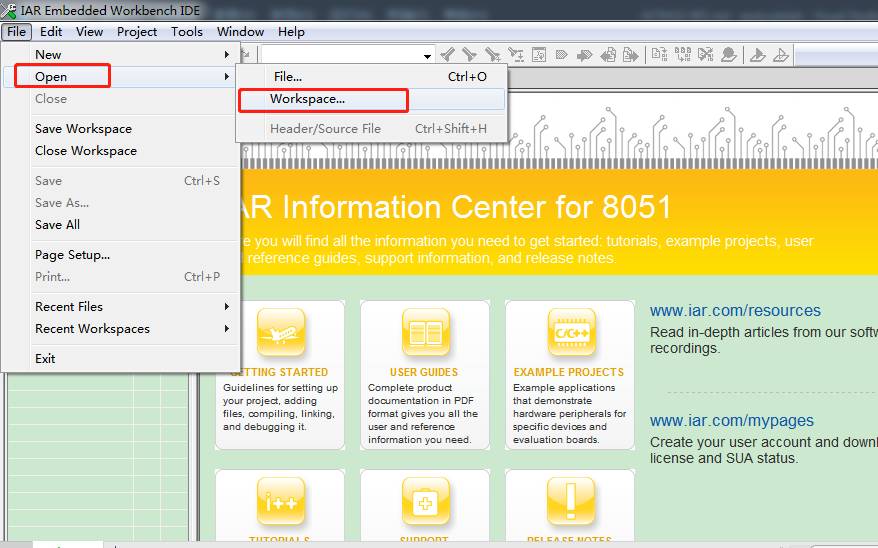 IAR Embedded Workbench IDE
File Edit View Project Tools Window Help
New
Open
Close
Save Workspace
Close Workspace
Save Ctrl+S
Save As...
Save All
Page Setup...
Print... Ctrl+P
Recent Files
Recent Workspaces
Exit
File... Ctrl+O
Workspace...
Header/Source File Ctrl+Shift+H
AR Information Center for 8051
re you will find all the information you need to get started: tutorials, example projects, user
reference guides, support information, and release notes.
GETTING STARTED
Guidelines for setting up
your project, adding
files, compiling, linking,
and debugging it.
USER GUIDES
Complete product
documentation in PDF
format gives you all the
user and reference
information you need.
C/C++
EXAMPLE PROJECTS
Example applications
that demonstrate
hardware peripherals for
specific devices and
evaluation boards.
www.iar.com/resources
Read in-depth articles from our softw
recordings.
www.iar.com/mypages
Create your user account and downl
license and SUA status.
i++
TUTORIALS
SUPPORT
RELEASE NOTES